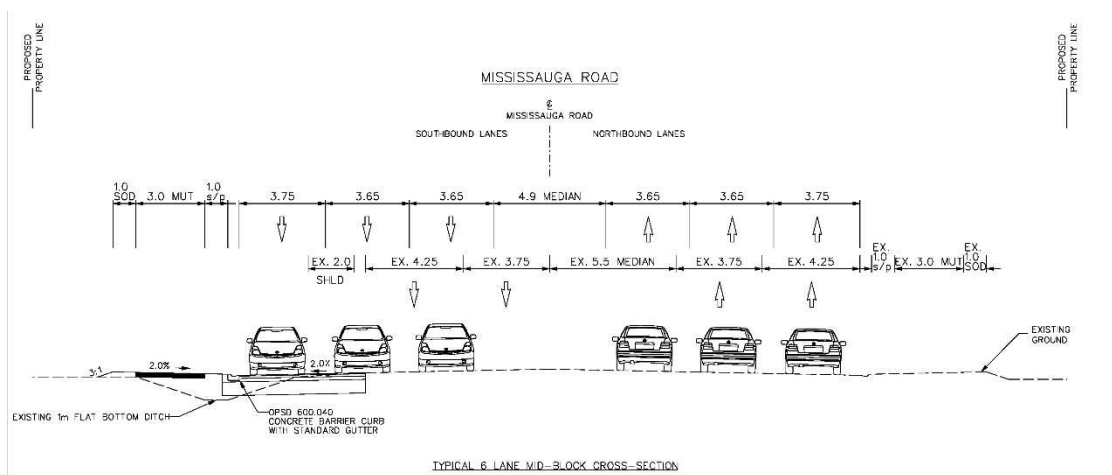 PROPOSED
PROPERTY LINE
PROPOSED
PROPERTY LINE
MISSISSAUGA ROAD
℄
MISSISSAUGA ROAD
SOUTHBOUND LANES
NORTHBOUND LANES
1.0
SOD
3.0 MUT
1.0
s/p
3.75
3.65
3.65
4.9 MEDIAN
3.65
3.65
3.75
EX. 2.0
SHLD
EX. 4.25
EX. 3.75
EX. 5.5 MEDIAN
EX. 3.75
EX. 4.25
EX.
1.0
s/p
EX. 3.0 MUT
EX.
1.0
SOD
EXISTING
GROUND
3:1
2.0%
2.0%
EXISTING 1m FLAT BOTTOM DITCH
OPSD 600.040
CONCRETE BARRIER CURB
WITH STANDARD GUTTER
TYPICAL 6 LANE MID-BLOCK CROSS-SECTION